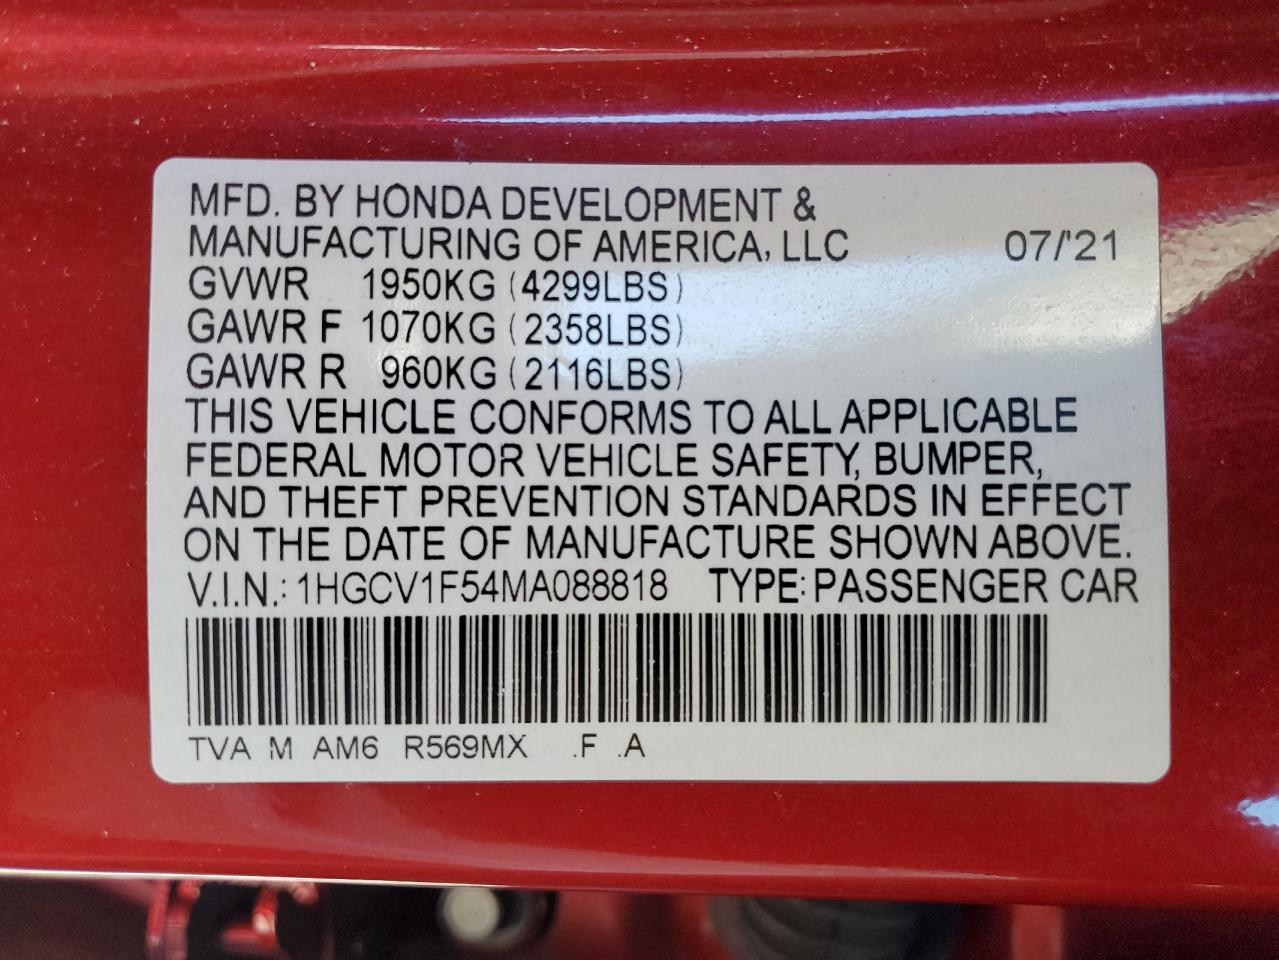 MFD. BY HONDA DEVELOPMENT &
MANUFACTURING OF AMERICA, LLC 07/'21
GVWR 1950KG (4299LBS)
GAWR F 1070KG (2358LBS)
GAWR R 960KG (2116LBS)
THIS VEHICLE CONFORMS TO ALL APPLICABLE
FEDERAL MOTOR VEHICLE SAFETY, BUMPER,
AND THEFT PREVENTION STANDARDS IN EFFECT
ON THE DATE OF MANUFACTURE SHOWN ABOVE.
V.I.N.: 1HGCV1F54MA088818 TYPE: PASSENGER CAR
TVA M AM6 R569MX .F .A